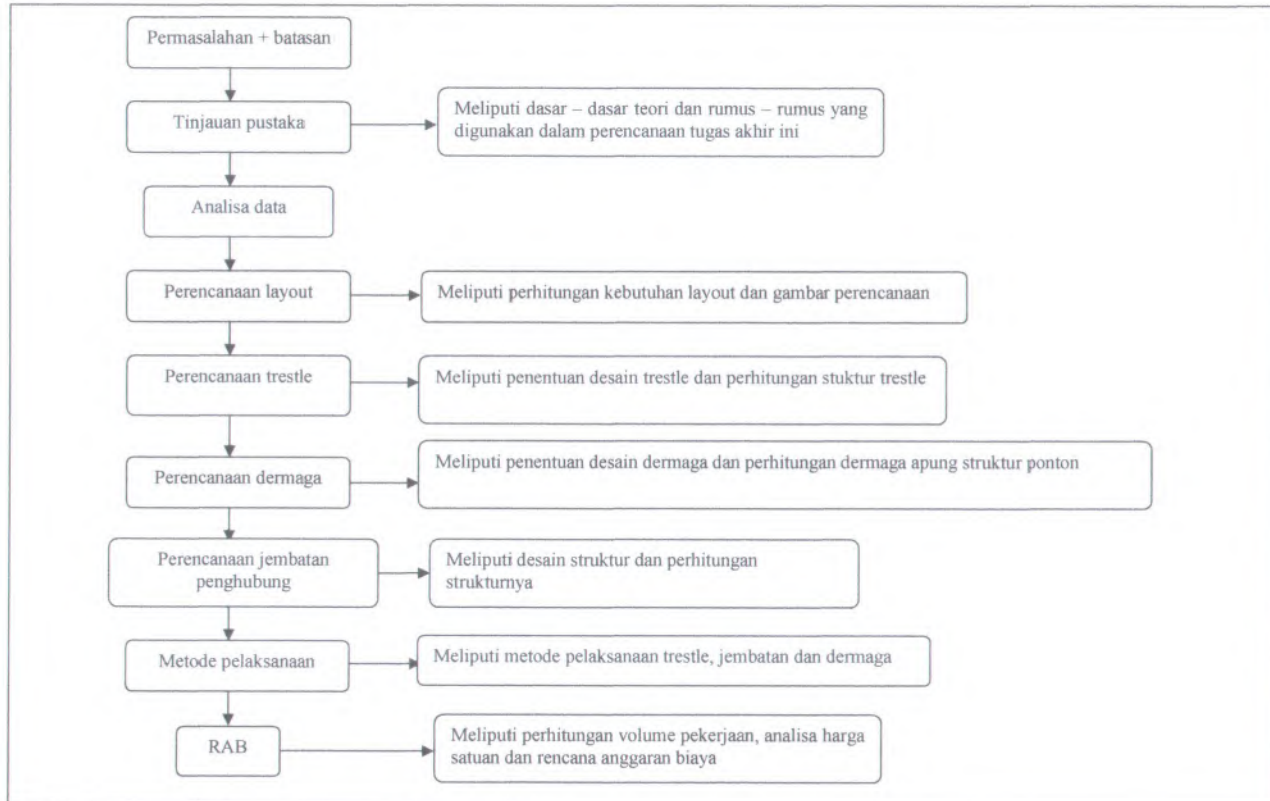 Permasalahan + batasan
Tinjauan pustaka
Meliputi dasar – dasar teori dan rumus – rumus yang
digunakan dalam perencanaan tugas akhir ini
Analisa data
Perencanaan layout
Meliputi perhitungan kebutuhan layout dan gambar perencanaan
Perencanaan trestle
Meliputi penentuan desain trestle dan perhitungan stuktur trestle
Perencanaan dermaga
Meliputi penentuan desain dermaga dan perhitungan dermaga apung struktur ponton
Perencanaan jembatan
penghubung
Meliputi desain struktur dan perhitungan
strukturnya
Metode pelaksanaan
Meliputi metode pelaksanaan trestle, jembatan dan dermaga
RAB
Meliputi perhitungan volume pekerjaan, analisa harga
satuan dan rencana anggaran biaya